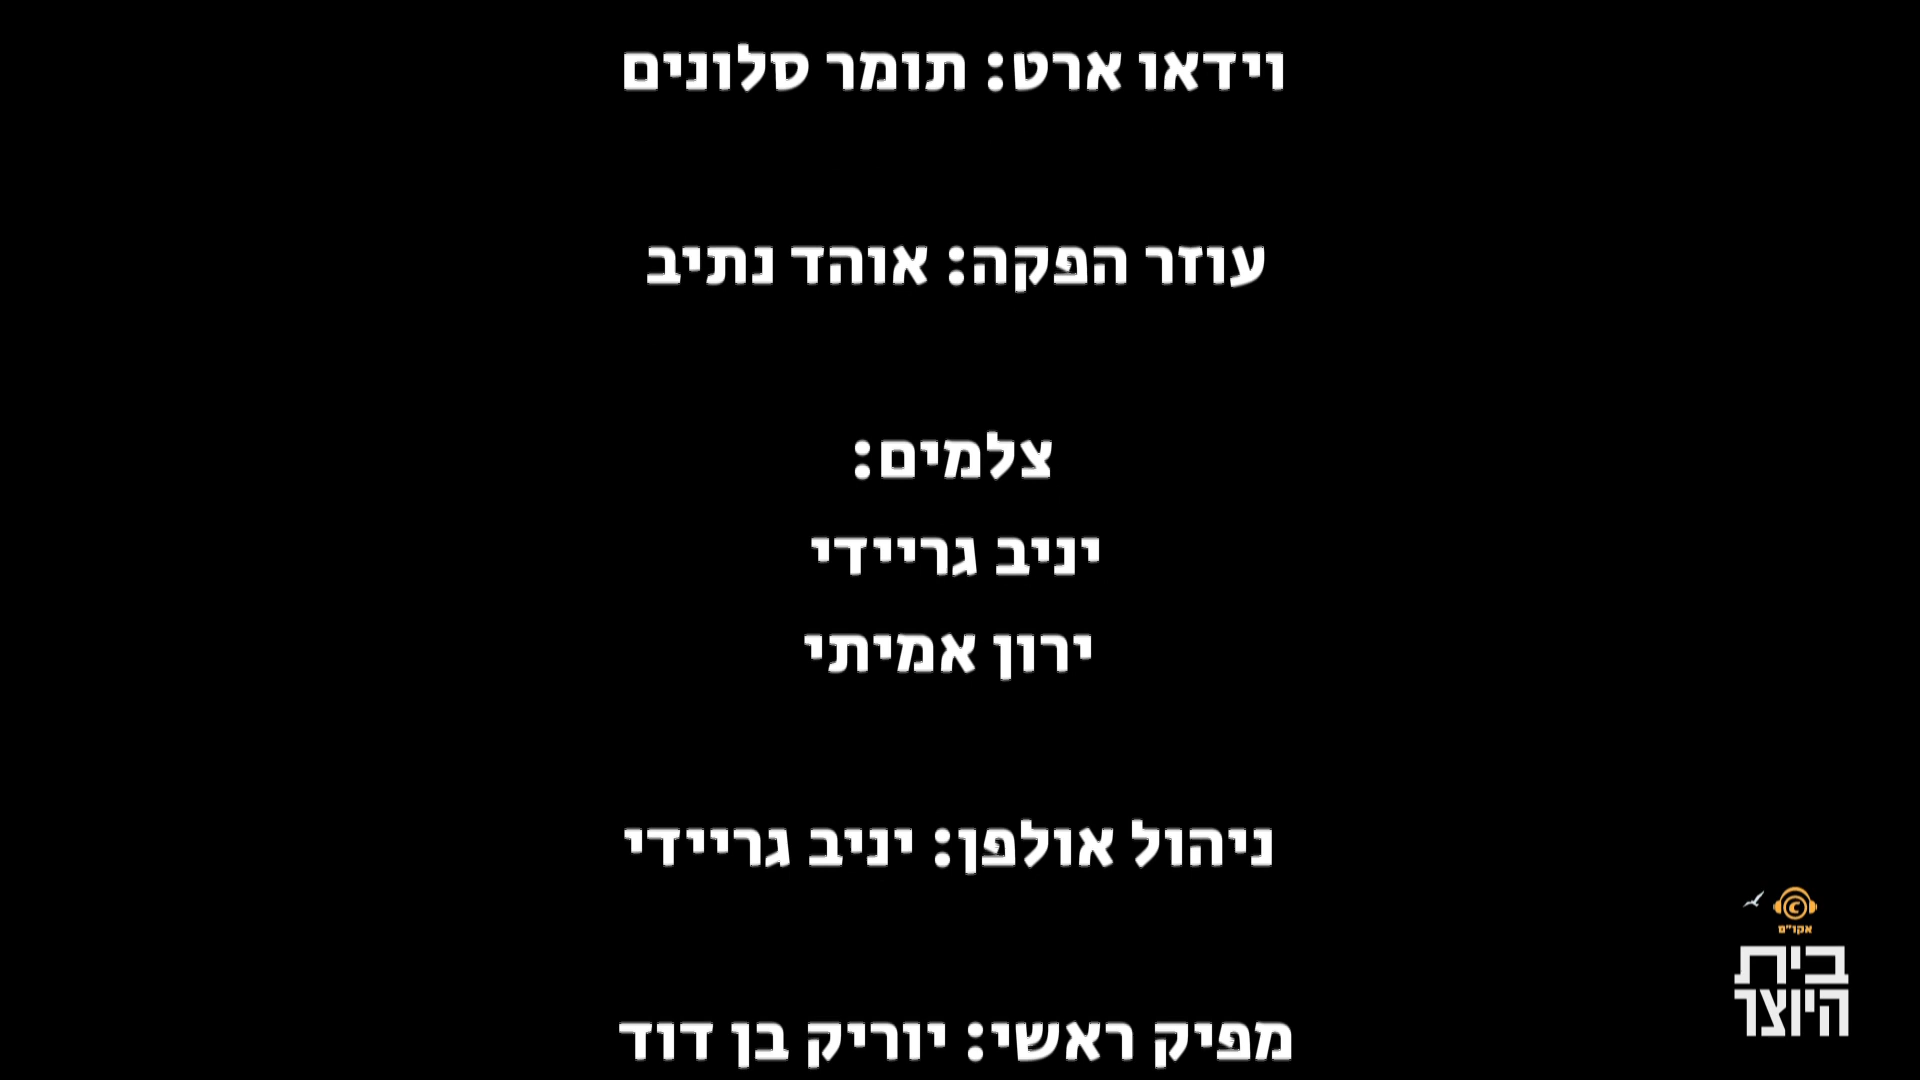 וידאו ארט: תומר סלונים
עוזר הפקה: אוהד נתיב
צלמים:
יניב גריידי
ירון אמיתי
ניהול אולפן: יניב גריידי
מפיק ראשי: יוריק בן דוד
אקו"ם
בית
היוצר